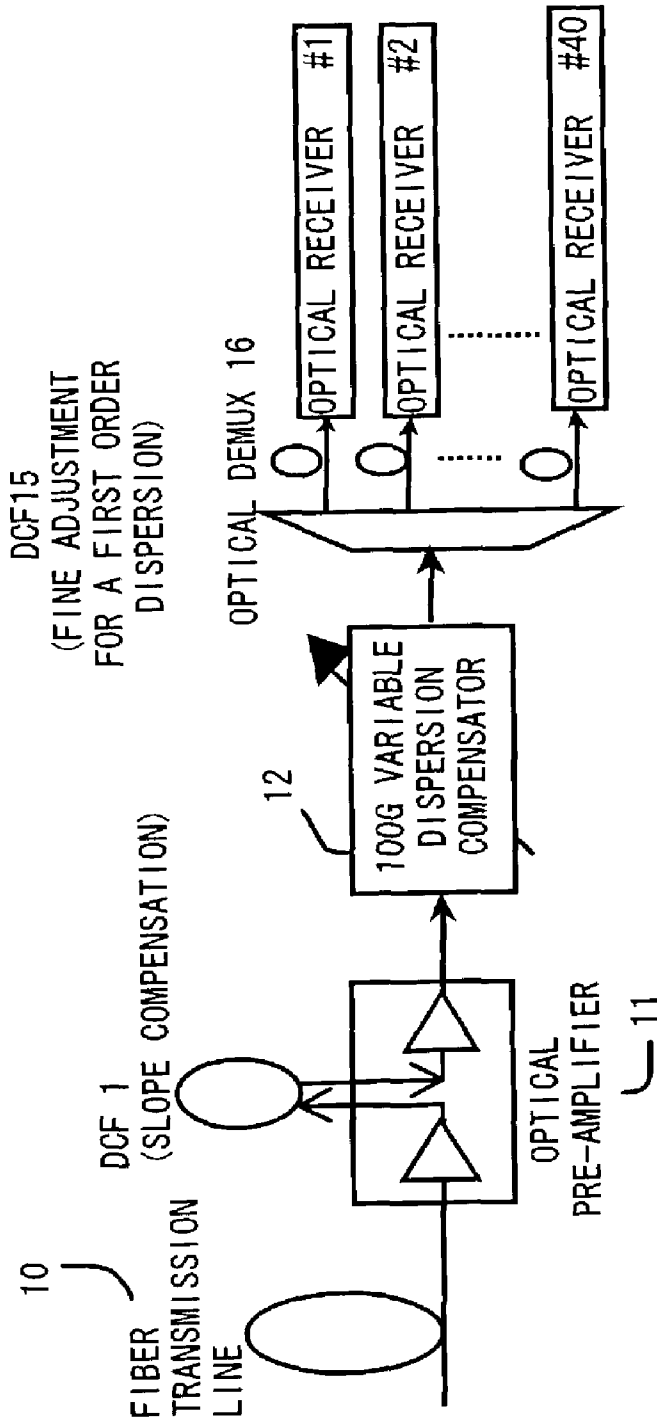 10
FIBER
TRANSMISSION
LINE
DCF 1
(SLOPE COMPENSATION)
OPTICAL
PRE-AMPLIFIER
11
12
100G VARIABLE
DISPERSION
COMPENSATOR
DCF15
(FINE ADJUSTMENT
FOR A FIRST ORDER
DISPERSION)
OPTICAL DEMUX 16
OPTICAL RECEIVER #1
OPTICAL RECEIVER #2
OPTICAL RECEIVER #40